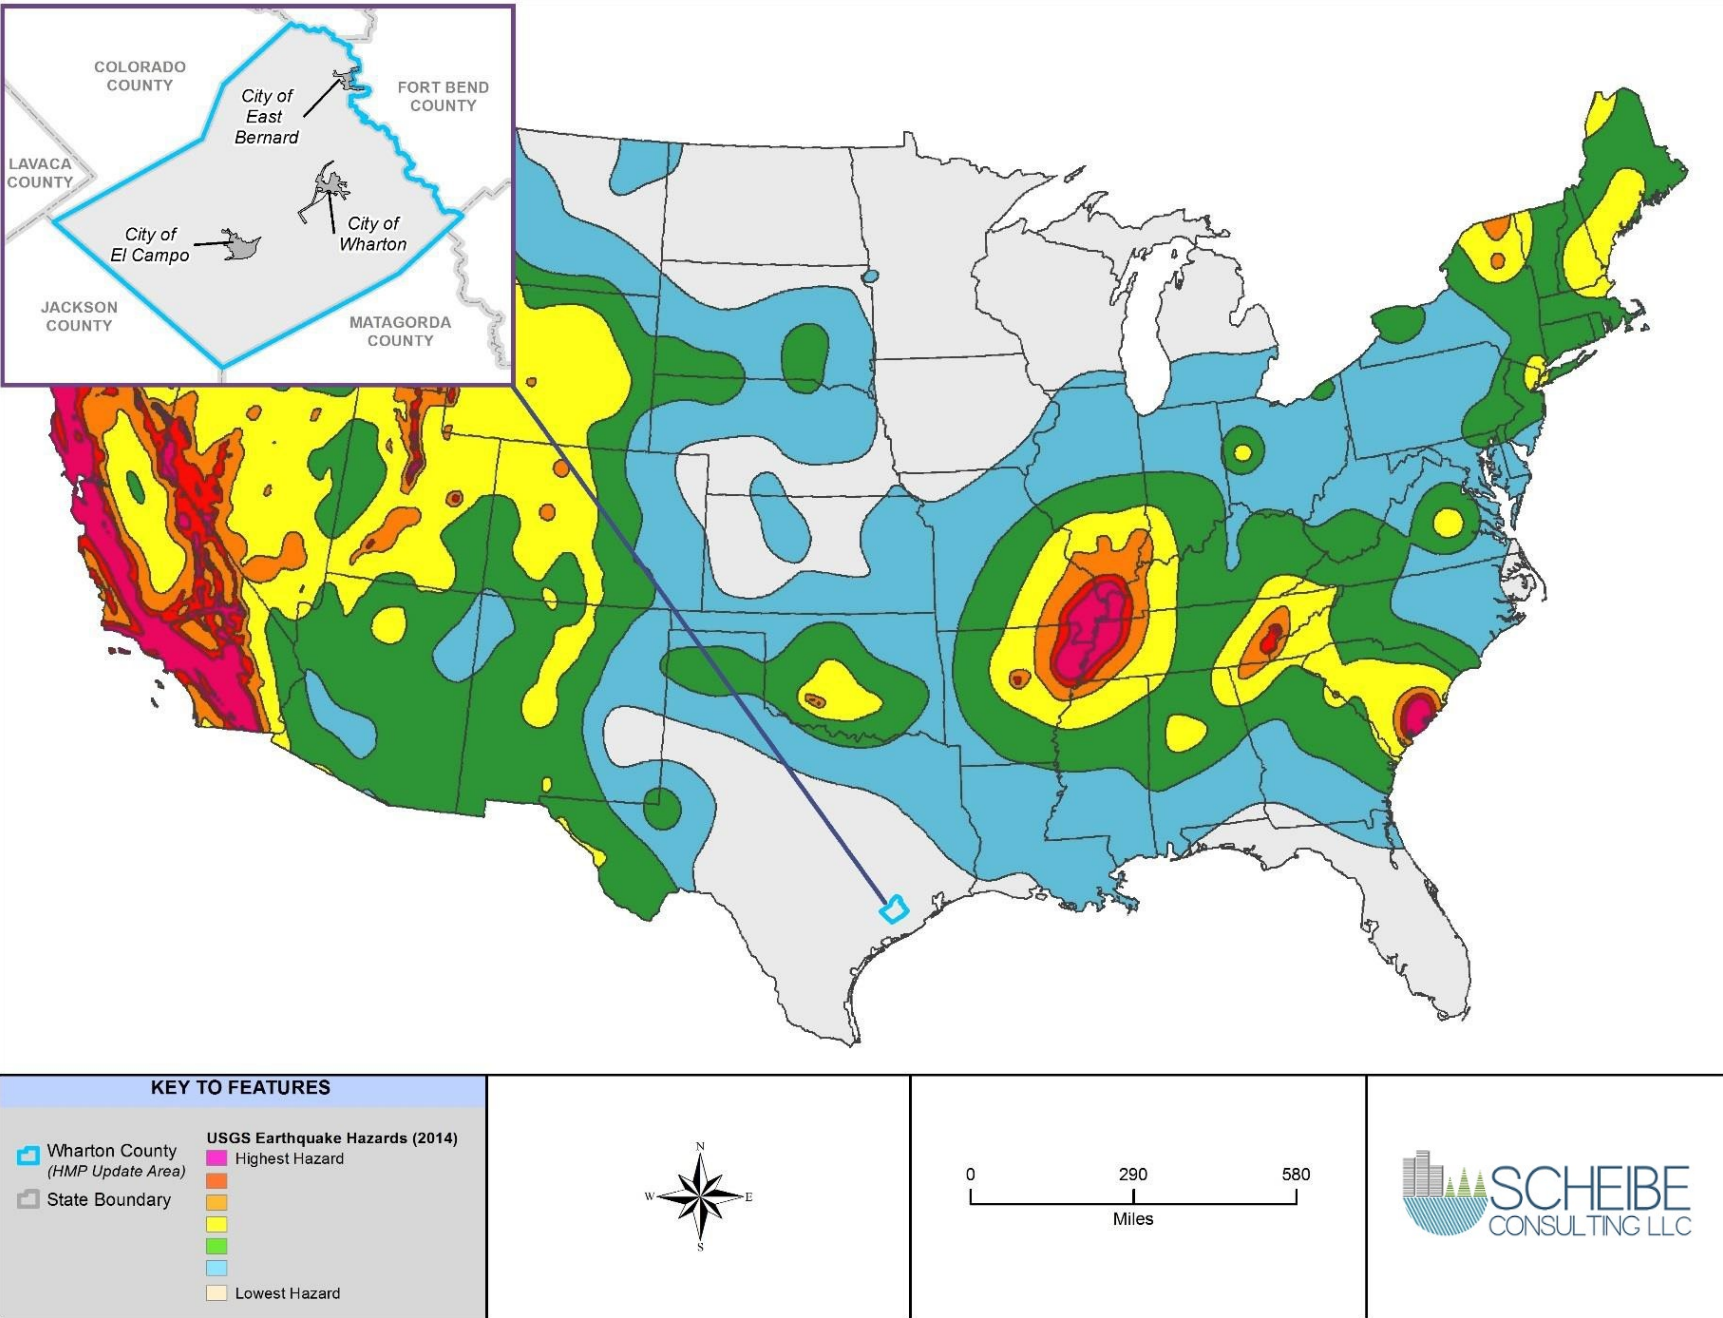 COLORADO
COUNTY
FORT BEND
COUNTY
City of
East
Bernard
LAVACA
COUNTY
City of
Wharton
City of
El Campo
JACKSON
COUNTY
MATAGORDA
COUNTY
KEY TO FEATURES
Wharton County
(HMP Update Area)
State Boundary
USGS Earthquake Hazards (2014)
Highest Hazard
Lowest Hazard
N
W E
S
0 290 580
Miles
SCHEIBE
CONSULTING LLC